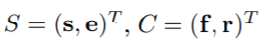 S = (s, e)^T, C = (f, r)^T